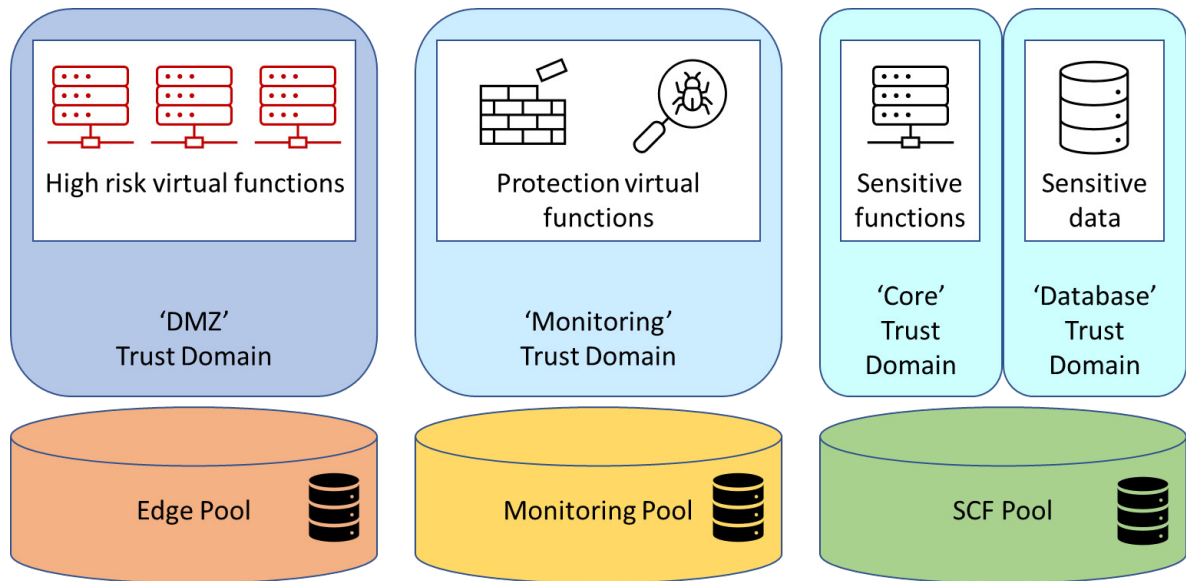 High risk virtual functions
‘DMZ’
Trust Domain
Protection virtual
functions
‘Monitoring’
Trust Domain
Sensitive
functions
‘Core’
Trust
Domain
Sensitive
data
‘Database’
Trust
Domain
Edge Pool
Monitoring Pool
SCF Pool